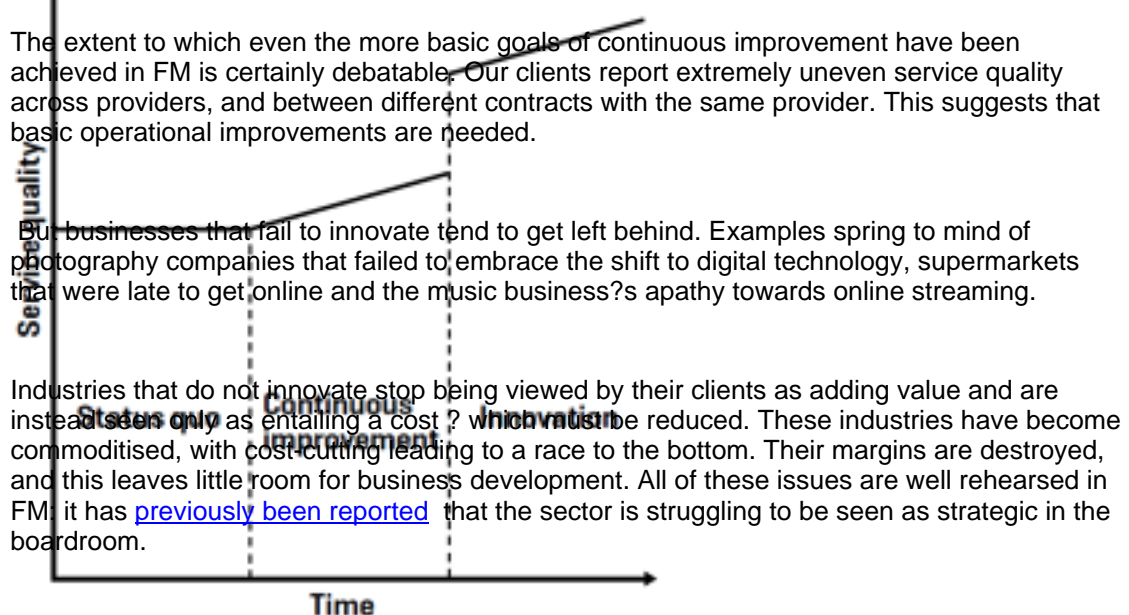 The extent to which even the more basic goals of continuous improvement have been
achieved in FM is certainly debatable. Our clients report extremely uneven service quality
across providers, and between different contracts with the same provider. This suggests that
basic operational improvements are needed.
But businesses that fail to innovate tend to get left behind. Examples spring to mind of
photography companies that failed to embrace the shift to digital technology, supermarkets
that were late to get online and the music business?s apathy towards online streaming.
Industries that do not innovate stop being viewed by their clients as adding value and are
instead seen only as entailing a cost ? which must be reduced. These industries have become
commoditised, with cost-cutting leading to a race to the bottom. Their margins are destroyed,
and this leaves little room for business development. All of these issues are well rehearsed in
FM: it has previously been reported that the sector is struggling to be seen as strategic in the
boardroom.
Service quality
Status quo
Continuous
improvement
Innovation
Time